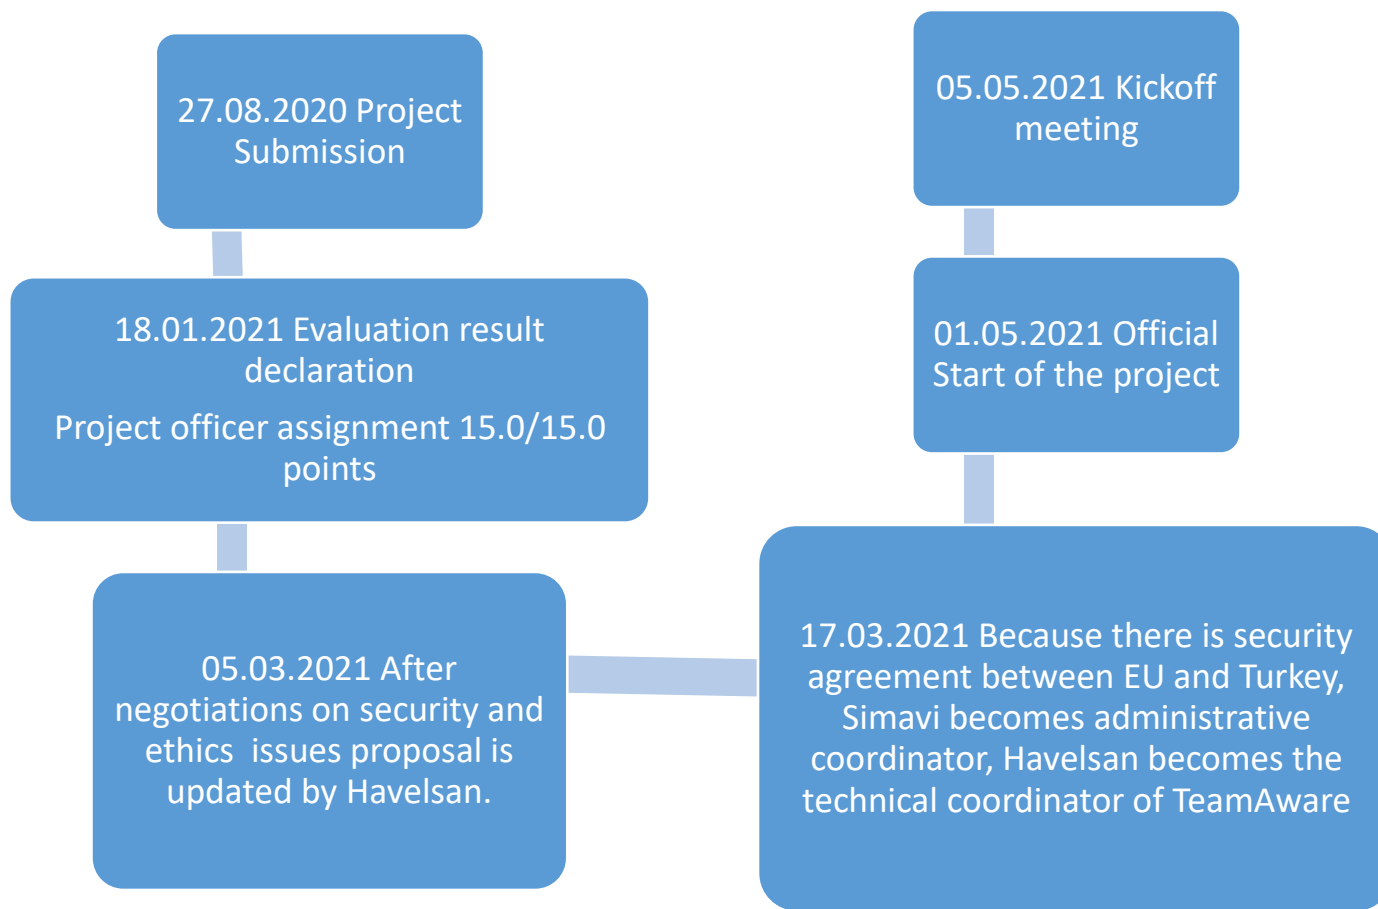 27.08.2020 Project
Submission
18.01.2021 Evaluation result
declaration
Project officer assignment 15.0/15.0
points
05.03.2021 After
negotiations on security and
ethics  issues proposal is
updated by Havelsan.
17.03.2021 Because there is security
agreement between EU and Turkey,
Simavi becomes administrative
coordinator, Havelsan becomes the
technical coordinator of TeamAware
01.05.2021 Official
Start of the project
05.05.2021 Kickoff
meeting